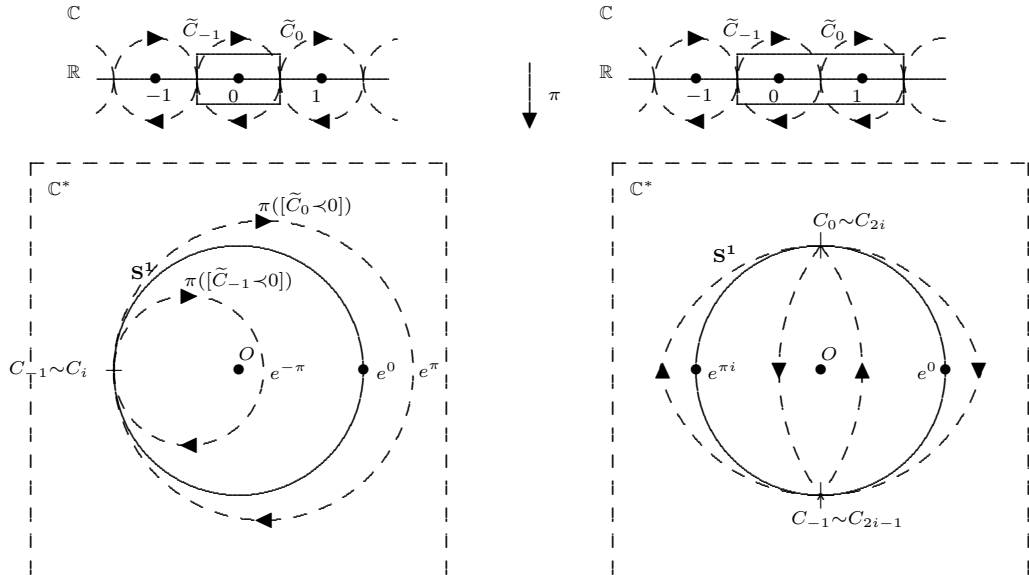 ℂ
C̃₋₁ C̃₀
ℝ
−1 0 1
π
ℂ
C̃₋₁ C̃₀
ℝ
−1 0 1
ℂ*
π([C̃₀≺0])
S¹
π([C̃₋₁≺0])
C₋₁∼Cᵢ
O
e^{−π}
e⁰
e^{π}
ℂ*
C₀∼C₂ᵢ
S¹
e^{πi}
O
e⁰
C₋₁∼C₂ᵢ₋₁